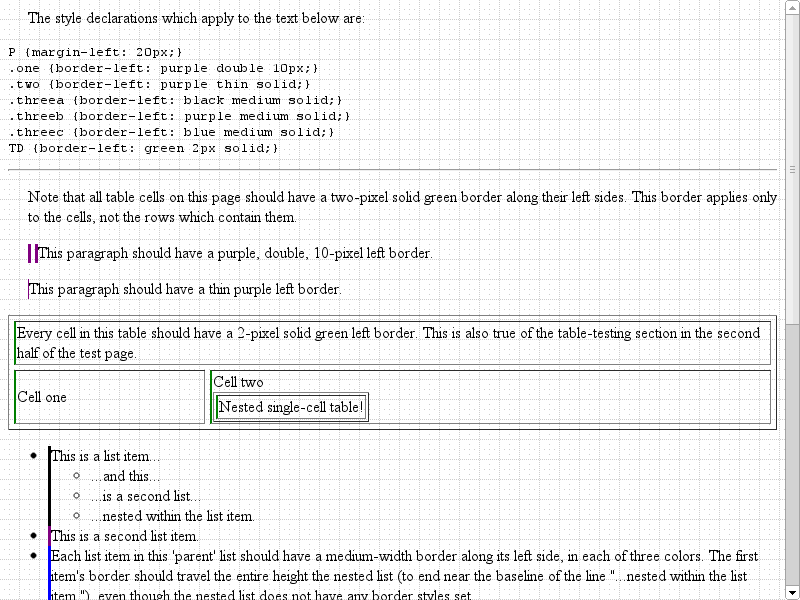 The style declarations which apply to the text below are:
P {margin-left: 20px;}
.one {border-left: purple double 10px;}
.two {border-left: purple thin solid;}
.threea {border-left: black medium solid;}
.threeb {border-left: purple medium solid;}
.threec {border-left: blue medium solid;}
TD {border-left: green 2px solid;}
Note that all table cells on this page should have a two-pixel solid green border along their left sides. This border applies only
to the cells, not the rows which contain them.
This paragraph should have a purple, double, 10-pixel left border.
This paragraph should have a thin purple left border.
Every cell in this table should have a 2-pixel solid green left border. This is also true of the table-testing section in the second
half of the test page.
Cell one
Cell two
Nested single-cell table!
This is a list item...
...and this...
...is a second list...
...nested within the list item.
This is a second list item.
Each list item in this 'parent' list should have a medium-width border along its left side, in each of three colors. The first
item's border should travel the entire height the nested list (to end near the baseline of the line "...nested within the list
item."), even though the nested list does not have any border styles set.